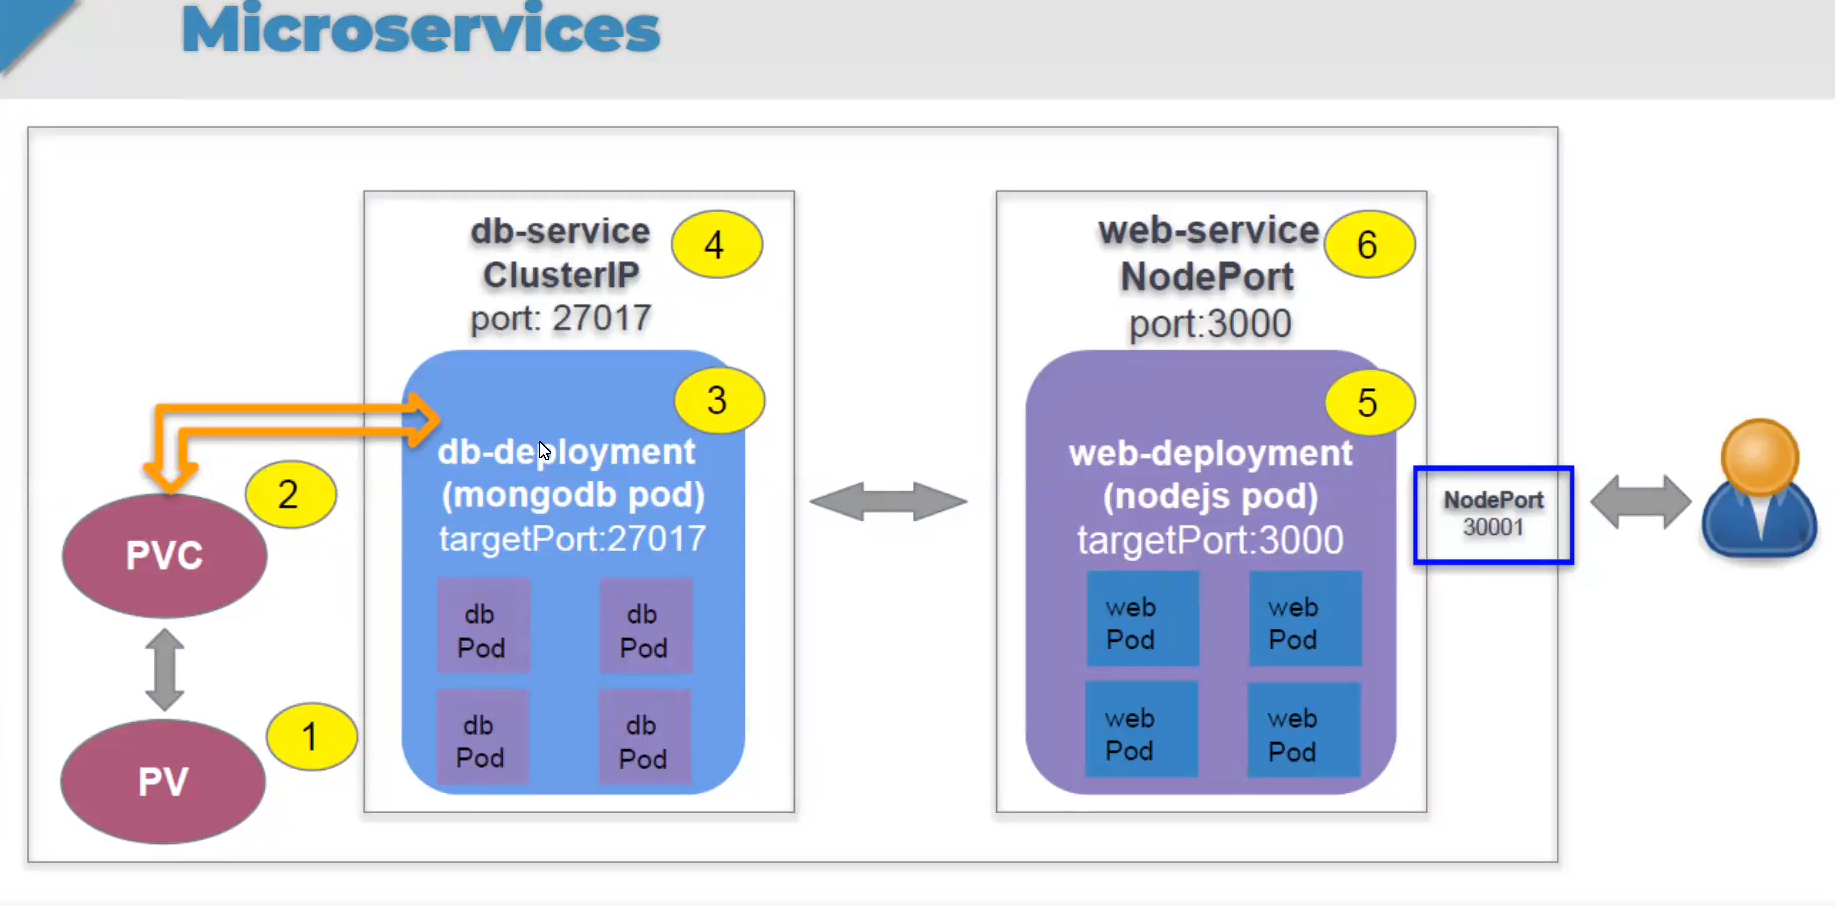 Microservices
db-service
ClusterIP
port: 27017
4
3
db-deployment
(mongodb pod)
targetPort:27017
db
Pod
db
Pod
db
Pod
db
Pod
2
PVC
1
PV
web-service
NodePort
port:3000
6
5
web-deployment
(nodejs pod)
targetPort:3000
web
Pod
web
Pod
web
Pod
web
Pod
NodePort
30001